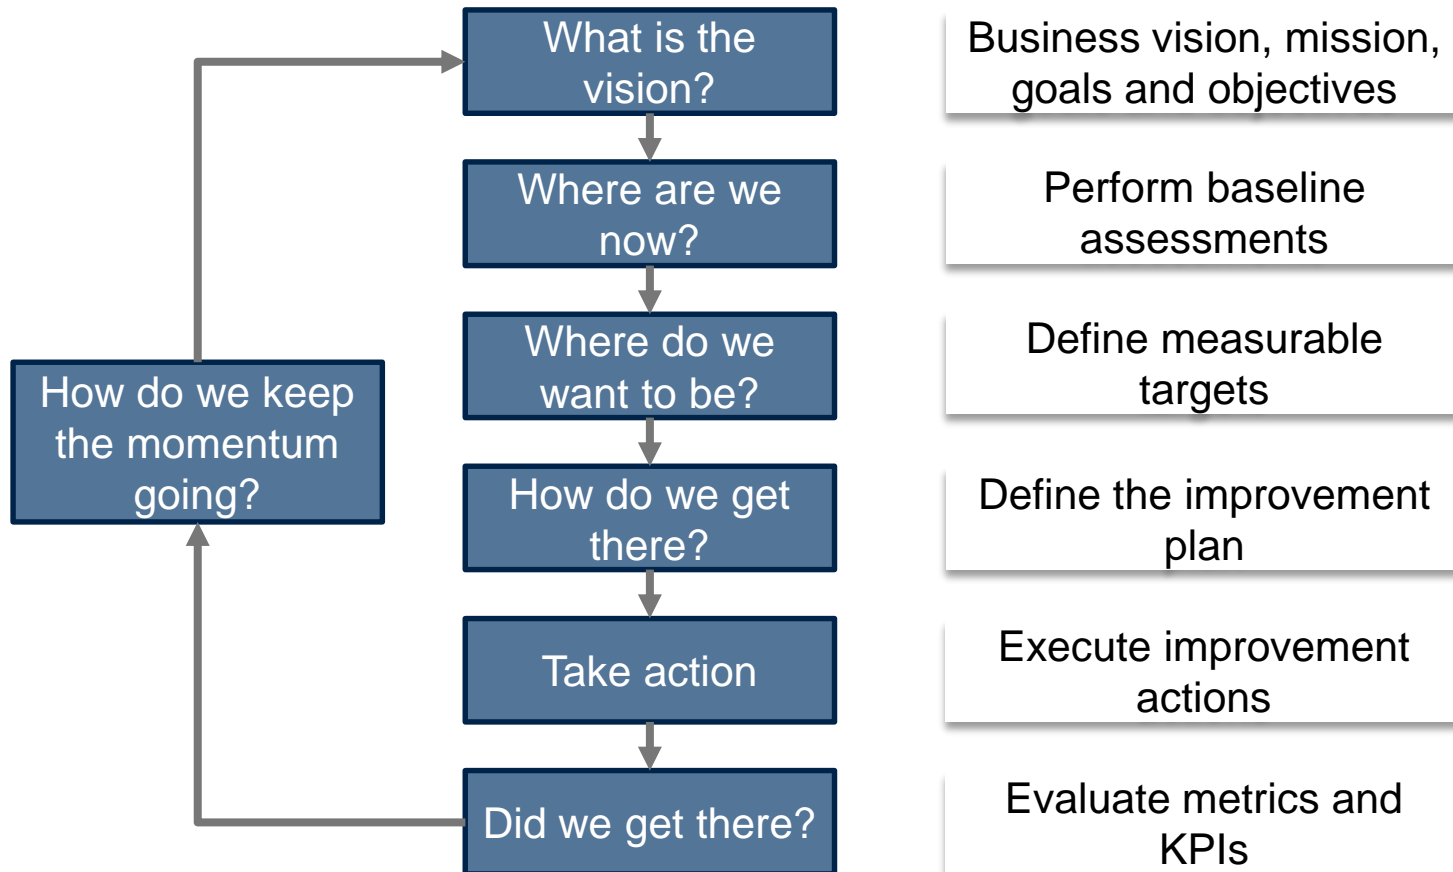 What is the
vision?
Business vision, mission,
goals and objectives
Where are we
now?
Perform baseline
assessments
Where do we
want to be?
Define measurable
targets
How do we keep
the momentum
going?
How do we get
there?
Define the improvement
plan
Take action
Execute improvement
actions
Did we get there?
Evaluate metrics and
KPIs